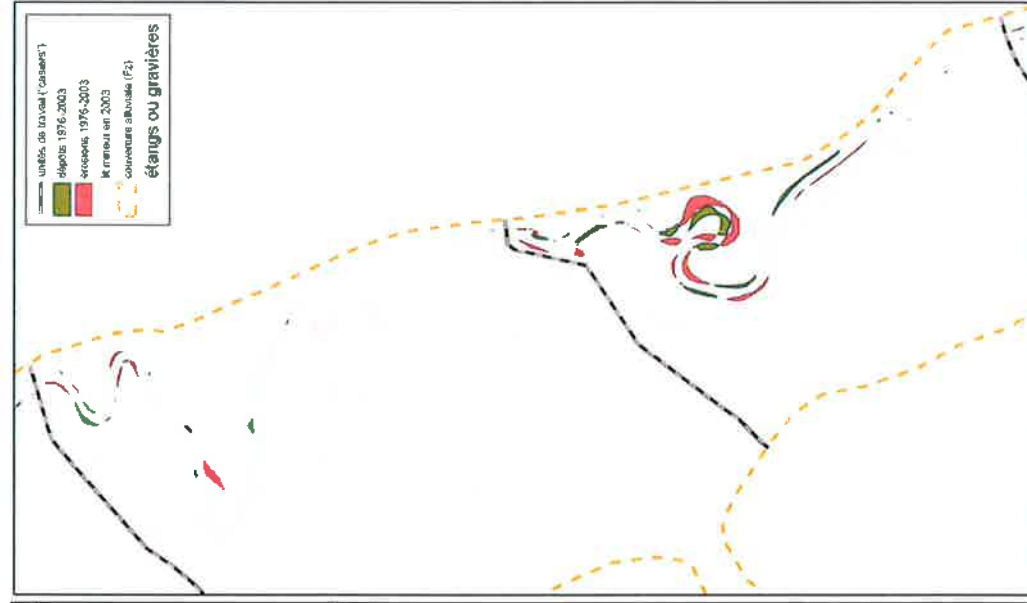 unités de travail ("casiers")
dépôts 1976-2003
érosions 1976-2003
lit mineur en 2003
couverture alluviale (Fz)
étangs ou gravières